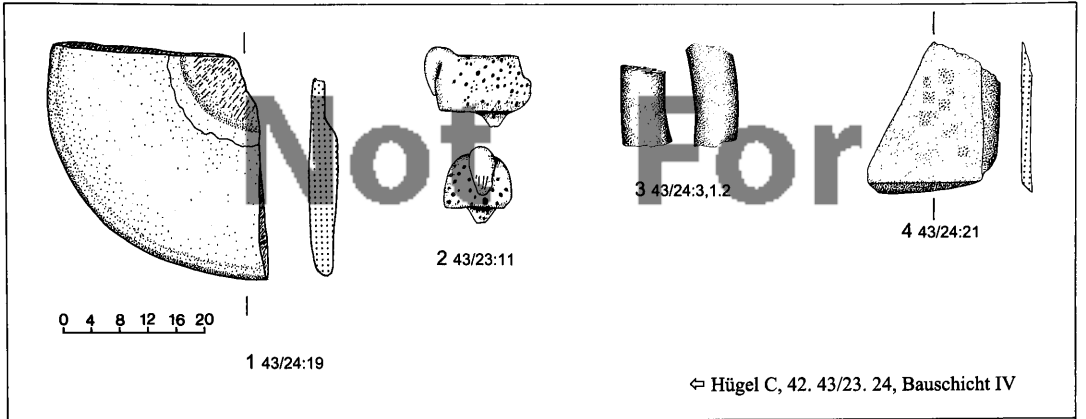 Not For
2 43/23:11
3 43/24:3,1.2
4 43/24:21
0 4 8 12 16 20
1 43/24:19
⇦ Hügel C, 42. 43/23. 24, Bauschicht IV